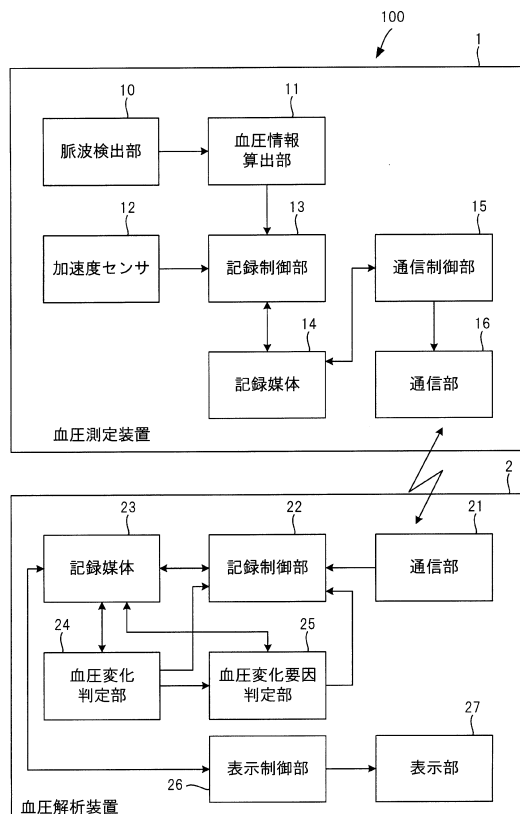 100
1
10
11
脈波検出部
血圧情報
算出部
12
13
15
加速度センサ
記録制御部
通信制御部
14
16
記録媒体
通信部
血圧測定装置
2
23
22
21
記録媒体
記録制御部
通信部
24
25
血圧変化
判定部
血圧変化要因
判定部
27
表示制御部
表示部
26
血圧解析装置